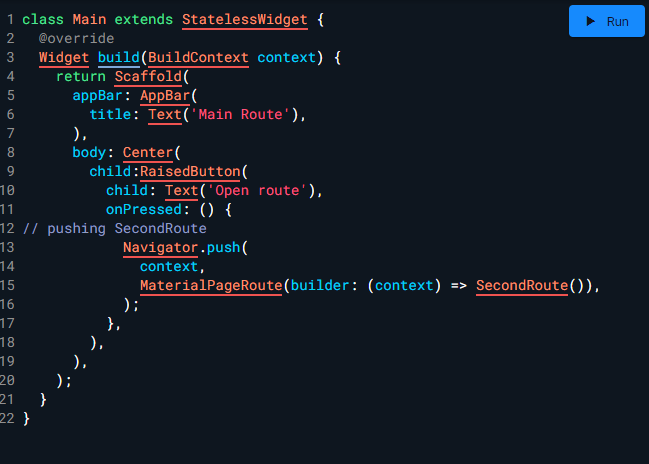 1 class Main extends StatelessWidget {
2   @override
3   Widget build(BuildContext context) {
4     return Scaffold(
5       appBar: AppBar(
6         title: Text('Main Route'),
7       ),
8       body: Center(
9         child:RaisedButton(
10           child: Text('Open route'),
11           onPressed: () {
12 // pushing SecondRoute
13             Navigator.push(
14               context,
15               MaterialPageRoute(builder: (context) => SecondRoute()),
16             );
17           },
18         ),
19       ),
20     );
21   }
22 }
Run